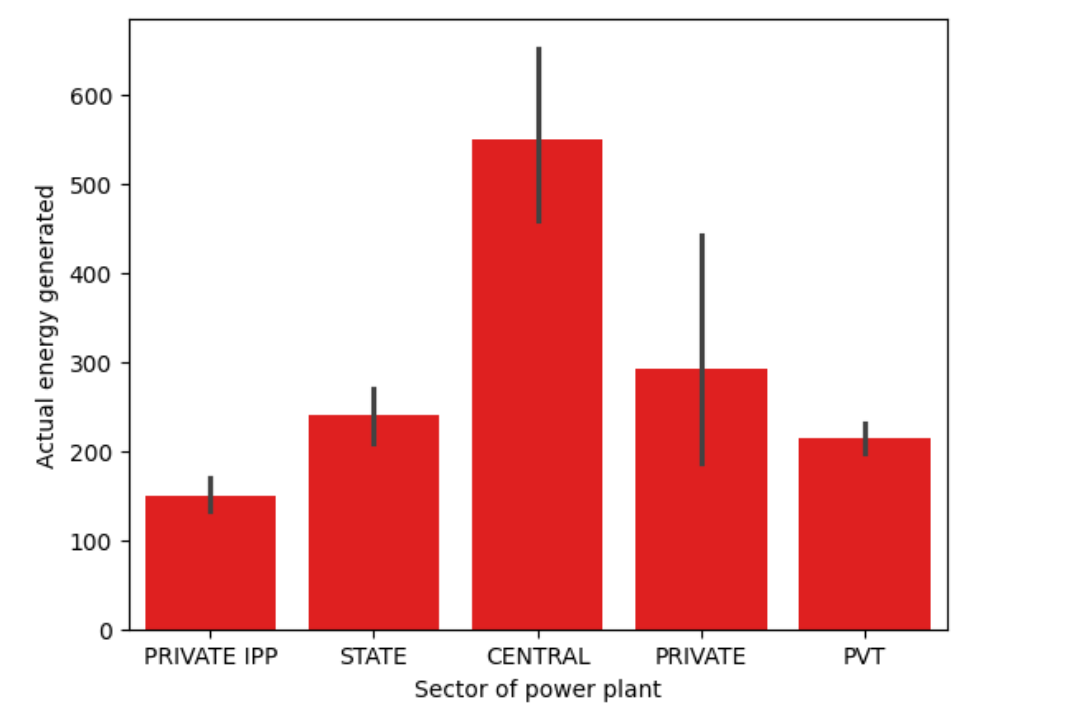 600
500
400
300
200
100
0
Actual energy generated
PRIVATE IPP STATE CENTRAL PRIVATE PVT
Sector of power plant